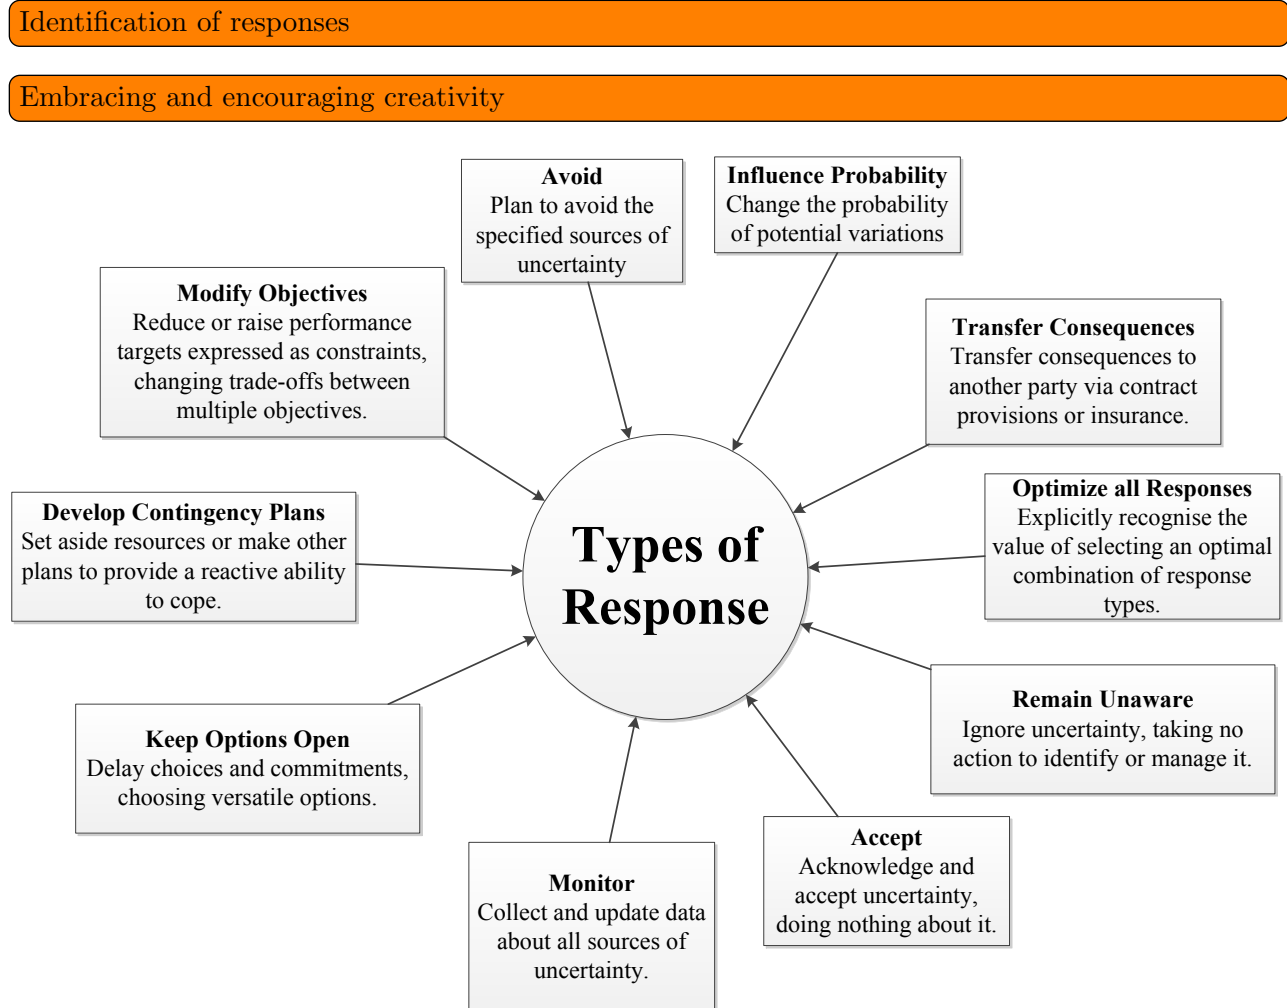 Identification of responses
Embracing and encouraging creativity
Avoid
Plan to avoid the
specified sources of
uncertainty
Influence Probability
Change the probability
of potential variations
Modify Objectives
Reduce or raise performance
targets expressed as constraints,
changing trade-offs between
multiple objectives.
Transfer Consequences
Transfer consequences to
another party via contract
provisions or insurance.
Develop Contingency Plans
Set aside resources or make other
plans to provide a reactive ability
to cope.
Types of
Response
Optimize all Responses
Explicitly recognise the
value of selecting an optimal
combination of response
types.
Keep Options Open
Delay choices and commitments,
choosing versatile options.
Remain Unaware
Ignore uncertainty, taking no
action to identify or manage it.
Monitor
Collect and update data
about all sources of
uncertainty.
Accept
Acknowledge and
accept uncertainty,
doing nothing about it.